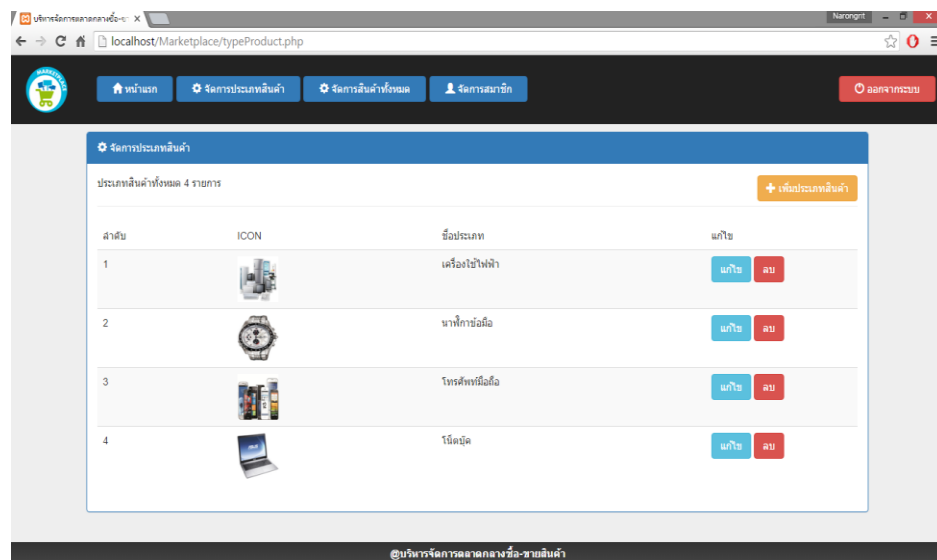 บริหารจัดการตลาดกลางซื้อ-ข
Narongrit
localhost/Marketplace/typeProduct.php
MARKETPLACE
หน้าแรก
จัดการประเภทสินค้า
จัดการสินค้าทั้งหมด
จัดการสมาชิก
ออกจากระบบ
จัดการประเภทสินค้า
ประเภทสินค้าทั้งหมด 4 รายการ
เพิ่มประเภทสินค้า
ลำดับ ICON ชื่อประเภท แก้ไข
1 เครื่องใช้ไฟฟ้า แก้ไข ลบ
2 นาฬิกาข้อมือ แก้ไข ลบ
3 โทรศัพท์มือถือ แก้ไข ลบ
4 โน็ตบุ๊ค แก้ไข ลบ
@บริหารจัดการตลาดกลางซื้อ-ขายสินค้า